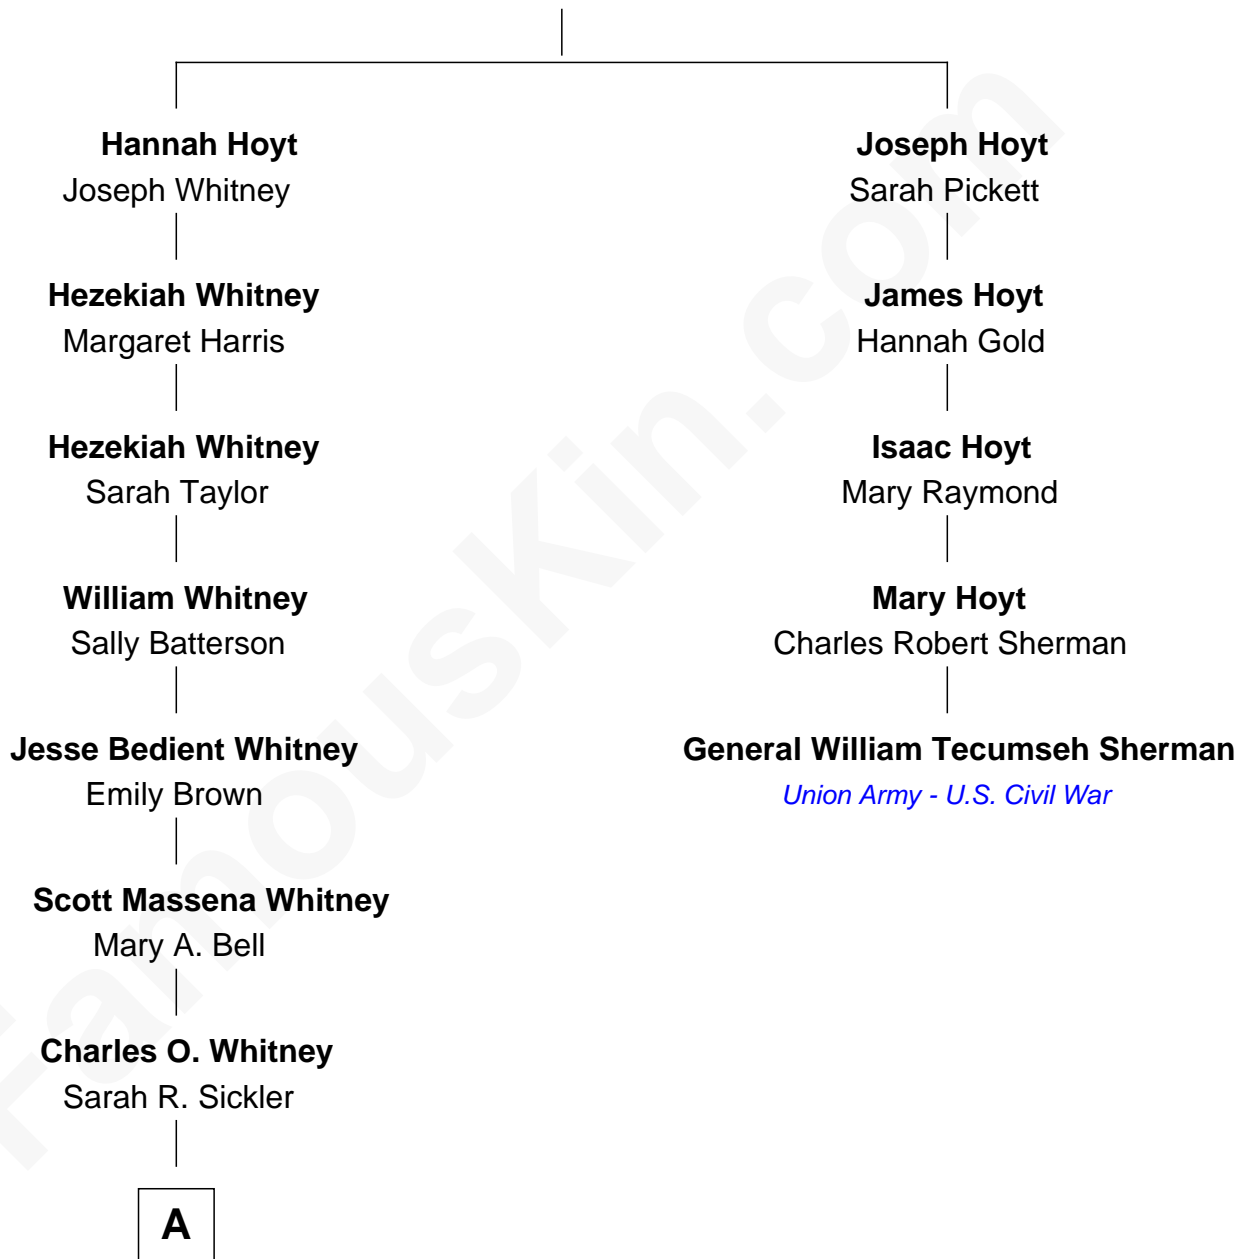 Hannah Hoyt
Joseph Whitney
Hezekiah Whitney
Margaret Harris
Hezekiah Whitney
Sarah Taylor
William Whitney
Sally Batterson
Jesse Bedient Whitney
Emily Brown
Scott Massena Whitney
Mary A. Bell
Charles O. Whitney
Sarah R. Sickler
A
Joseph Hoyt
Sarah Pickett
James Hoyt
Hannah Gold
Isaac Hoyt
Mary Raymond
Mary Hoyt
Charles Robert Sherman
General William Tecumseh Sherman
Union Army - U.S. Civil War
FamousKin.com